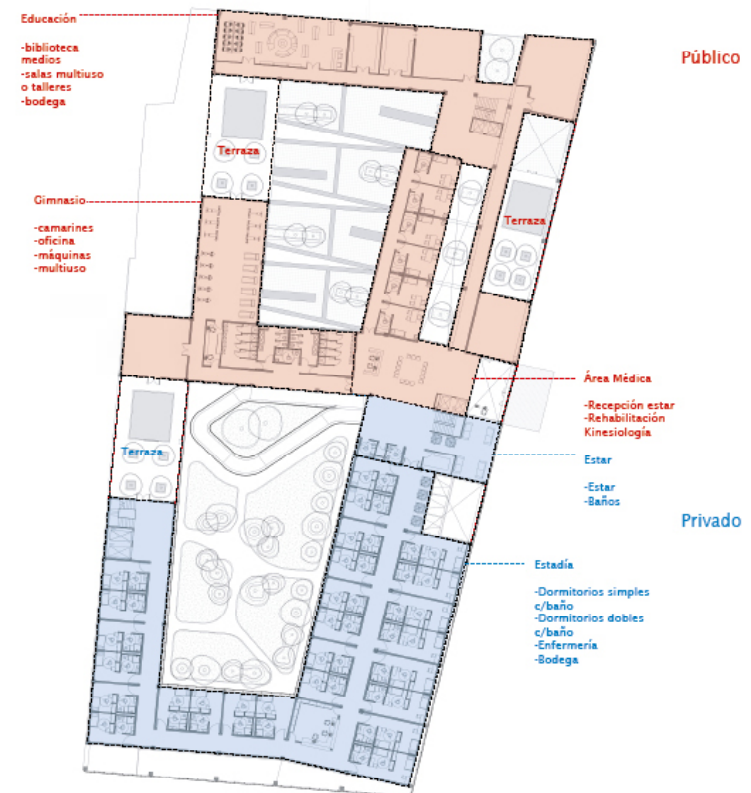 Educación
-biblioteca
medios
-salas multiuso
o talleres
-bodega
Público
Terraza
Gimnasio
-camarines
-oficina
-máquinas
-multiuso
Terraza
Área Médica
-Recepción estar
-Rehabilitación
Kinesiología
Terraza
Estar
-Estar
-Baños
Privado
Estadía
-Dormitorios simples
c/baño
-Dormitorios dobles
c/baño
-Enfermería
-Bodega